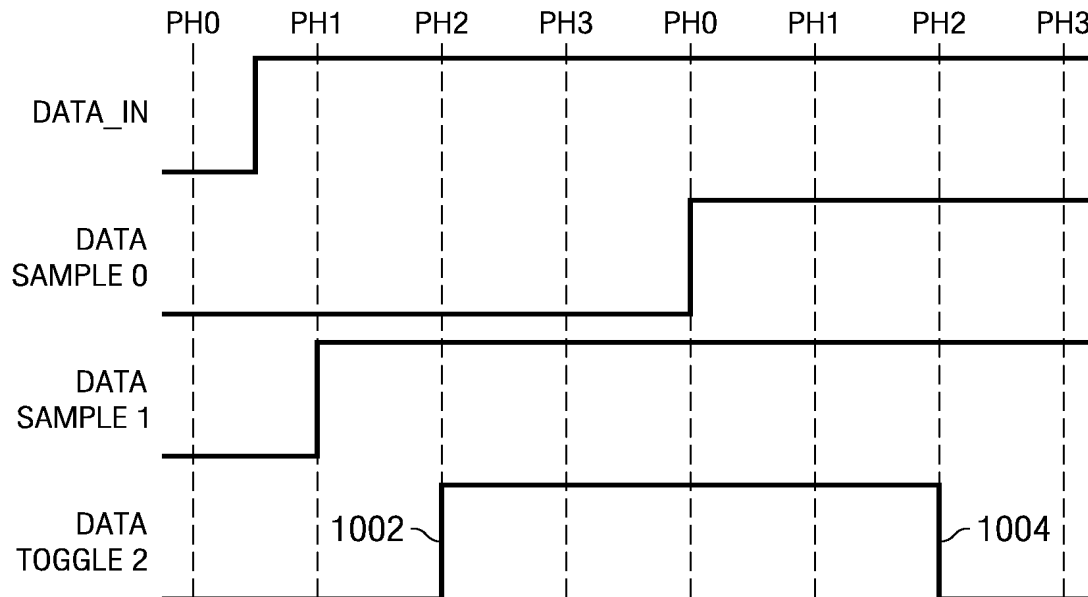 PH0 PH1 PH2 PH3 PH0 PH1 PH2 PH3
DATA_IN
DATA
SAMPLE 0
DATA
SAMPLE 1
DATA
TOGGLE 2
1002
1004